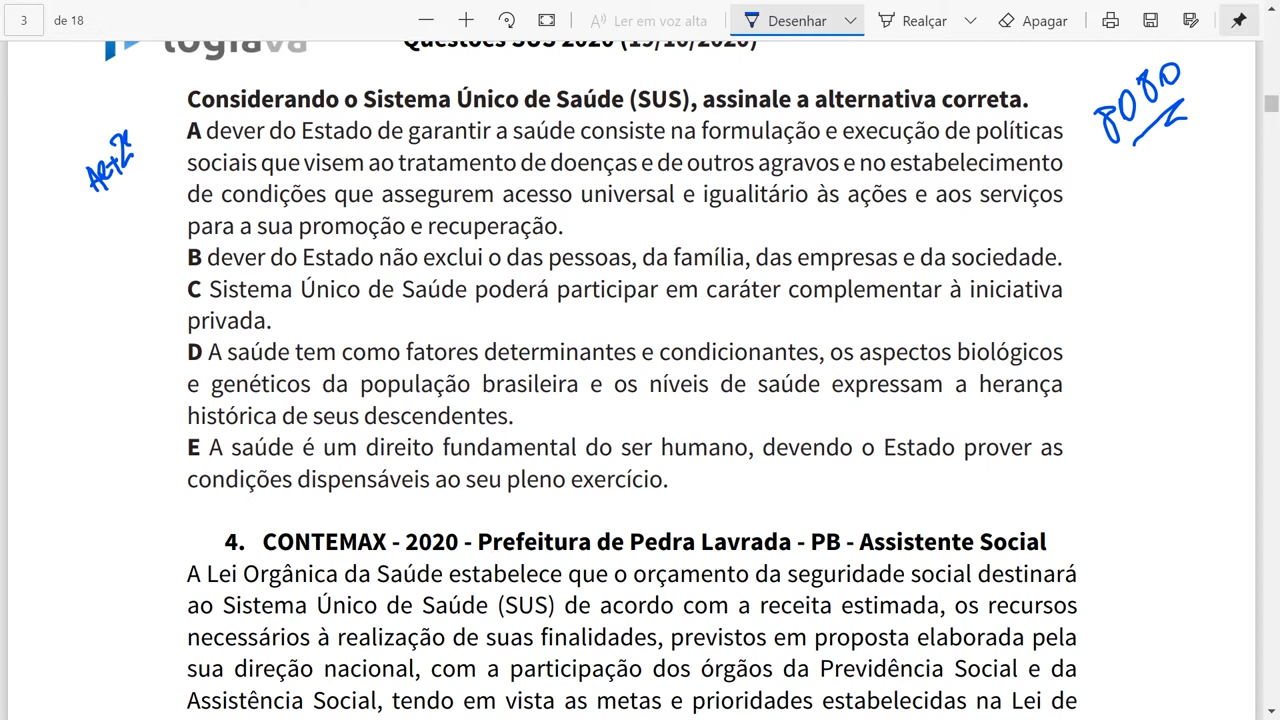 3 de 18 Ler em voz alta Desenhar Realçar Apagar
Questões SUS 2020 (19/10/2020)
8080
Considerando o Sistema Único de Saúde (SUS), assinale a alternativa correta.
A dever do Estado de garantir a saúde consiste na formulação e execução de políticas
sociais que visem ao tratamento de doenças e de outros agravos e no estabelecimento
de condições que assegurem acesso universal e igualitário às ações e aos serviços
para a sua promoção e recuperação.
B dever do Estado não exclui o das pessoas, da família, das empresas e da sociedade.
C Sistema Único de Saúde poderá participar em caráter complementar à iniciativa
privada.
D A saúde tem como fatores determinantes e condicionantes, os aspectos biológicos
e genéticos da população brasileira e os níveis de saúde expressam a herança
histórica de seus descendentes.
E A saúde é um direito fundamental do ser humano, devendo o Estado prover as
condições dispensáveis ao seu pleno exercício.
4. CONTEMAX - 2020 - Prefeitura de Pedra Lavrada - PB - Assistente Social
A Lei Orgânica da Saúde estabelece que o orçamento da seguridade social destinará
ao Sistema Único de Saúde (SUS) de acordo com a receita estimada, os recursos
necessários à realização de suas finalidades, previstos em proposta elaborada pela
sua direção nacional, com a participação dos órgãos da Previdência Social e da
Assistência Social, tendo em vista as metas e prioridades estabelecidas na Lei de